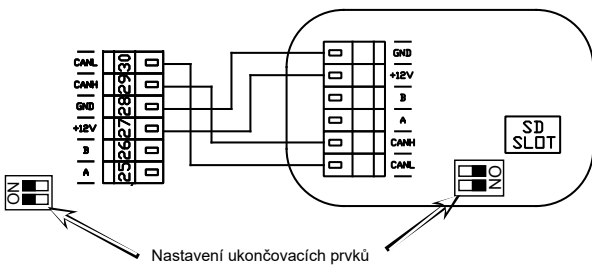 CANL 30
CANH 29
GND 28
+12V 27
B 26
A 25
GND
+12V
B
A
CANH
CANL
SD
SLOT
ON
ON
Nastavení ukončovacích prvků